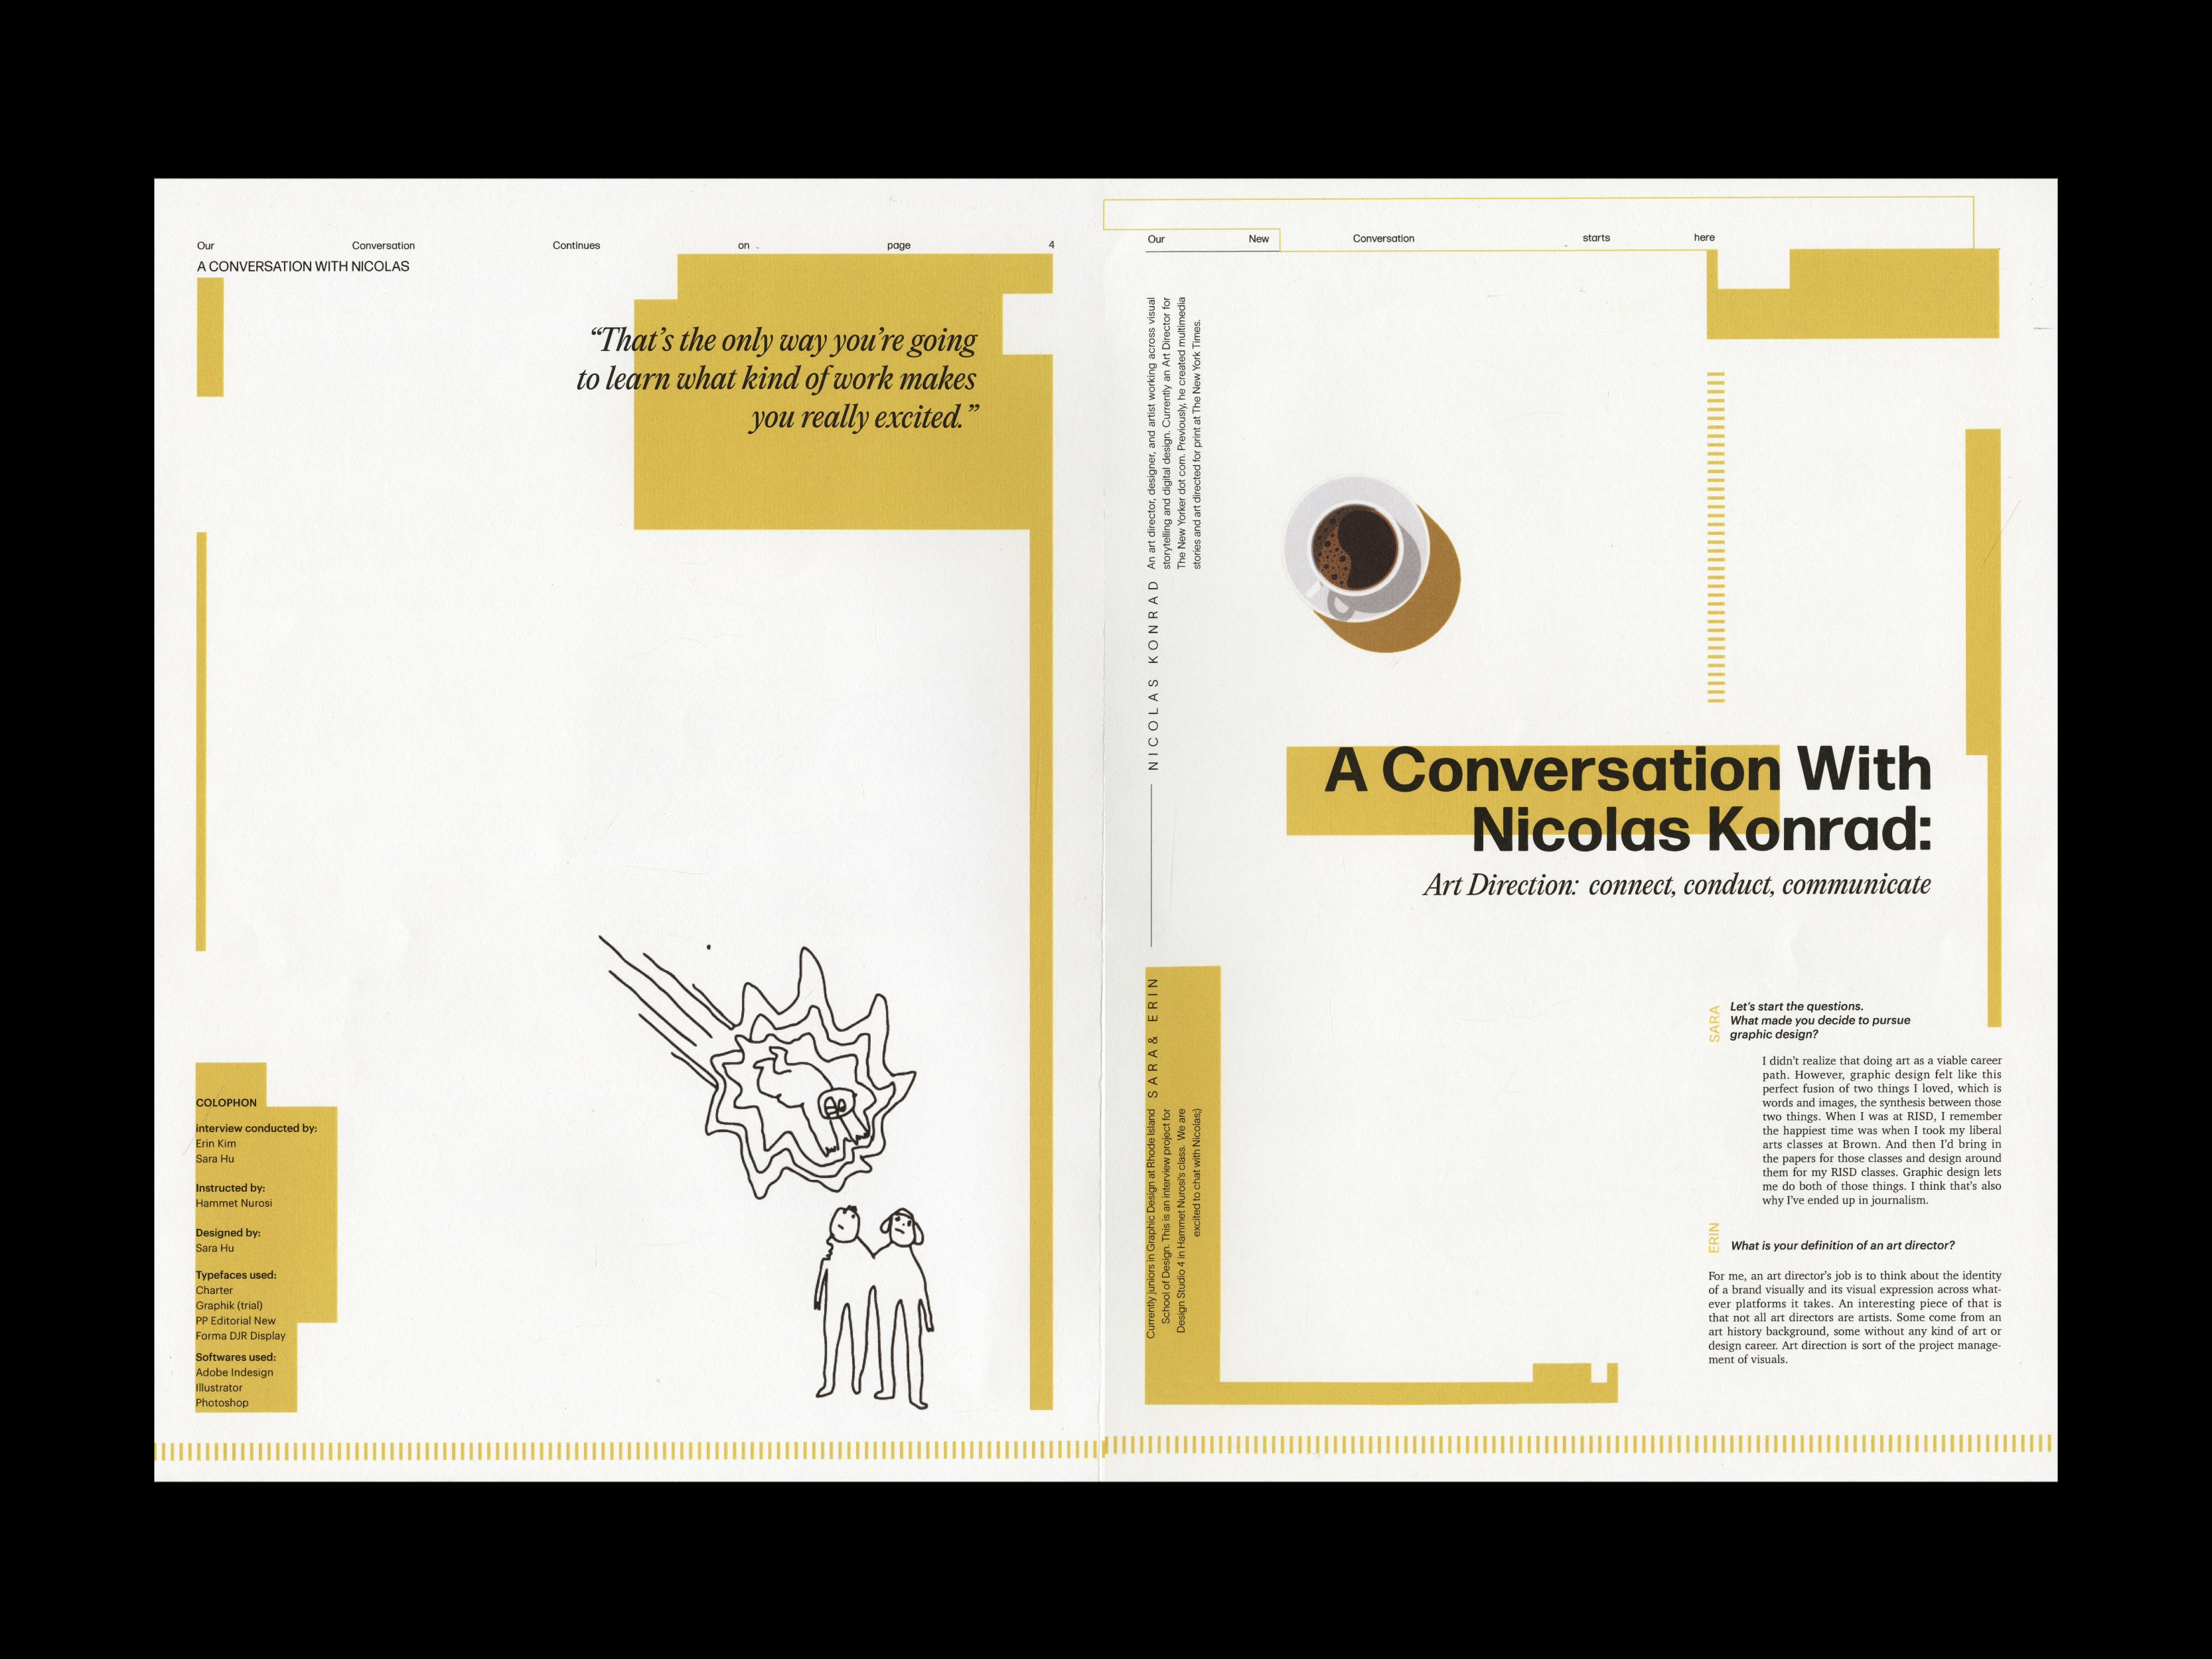 Our Conversation Continues on page 4
A CONVERSATION WITH NICOLAS
“That’s the only way you’re going
to learn what kind of work makes
you really excited.”
COLOPHON
interview conducted by:
Erin Kim
Sara Hu
Instructed by:
Hammet Nurosi
Designed by:
Sara Hu
Typefaces used:
Charter
Graphik (trial)
PP Editorial New
Forma DJR Display
Softwares used:
Adobe Indesign
Illustrator
Photoshop
Our New Conversation starts here
NICOLAS KONRAD
An art director, designer, and artist working across visual
storytelling and digital design. Currently an Art Director for
The New Yorker dot com. Previously, he created multimedia
stories and art directed for print at The New York Times.
SARA & ERIN
Currently juniors in Graphic Design at Rhode Island
School of Design. This is an interview project for
Design Studio 4 in Hammet Nurosi’s class. We are
excited to chat with Nicolas;)
A Conversation With
Nicolas Konrad:
Art Direction: connect, conduct, communicate
SARA
Let’s start the questions.
What made you decide to pursue
graphic design?
I didn’t realize that doing art as a viable career
path. However, graphic design felt like this
perfect fusion of two things I loved, which is
words and images, the synthesis between those
two things. When I was at RISD, I remember
the happiest time was when I took my liberal
arts classes at Brown. And then I’d bring in
the papers for those classes and design around
them for my RISD classes. Graphic design lets
me do both of those things. I think that’s also
why I’ve ended up in journalism.
ERIN
What is your definition of an art director?
For me, an art director’s job is to think about the identity
of a brand visually and its visual expression across what-
ever platforms it takes. An interesting piece of that is
that not all art directors are artists. Some come from an
art history background, some without any kind of art or
design career. Art direction is sort of the project manage-
ment of visuals.